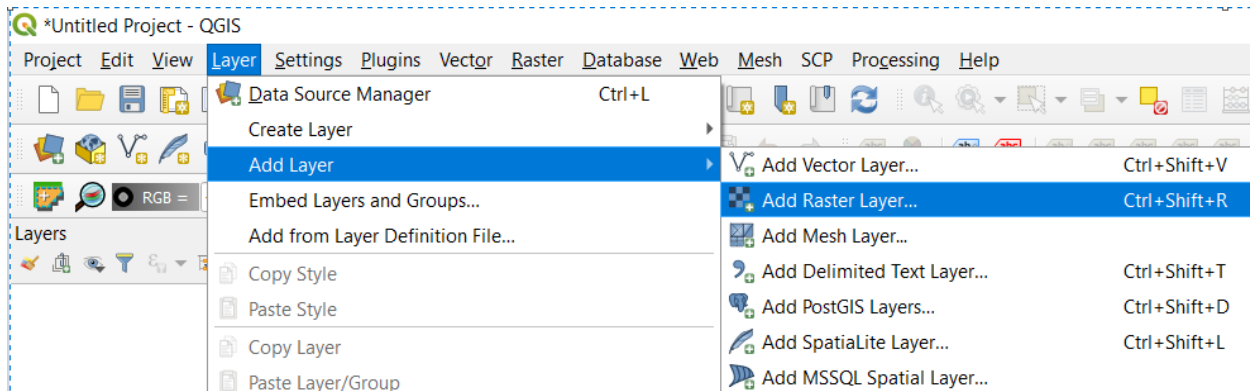 *Untitled Project - QGIS
Project Edit View Layer Settings Plugins Vector Raster Database Web Mesh SCP Processing Help
Data Source Manager Ctrl+L
Create Layer
Add Layer
Embed Layers and Groups...
Add from Layer Definition File...
Copy Style
Paste Style
Copy Layer
Paste Layer/Group
Add Vector Layer... Ctrl+Shift+V
Add Raster Layer... Ctrl+Shift+R
Add Mesh Layer...
Add Delimited Text Layer... Ctrl+Shift+T
Add PostGIS Layers... Ctrl+Shift+D
Add SpatiaLite Layer... Ctrl+Shift+L
Add MSSQL Spatial Layer...
RGB =
Layers